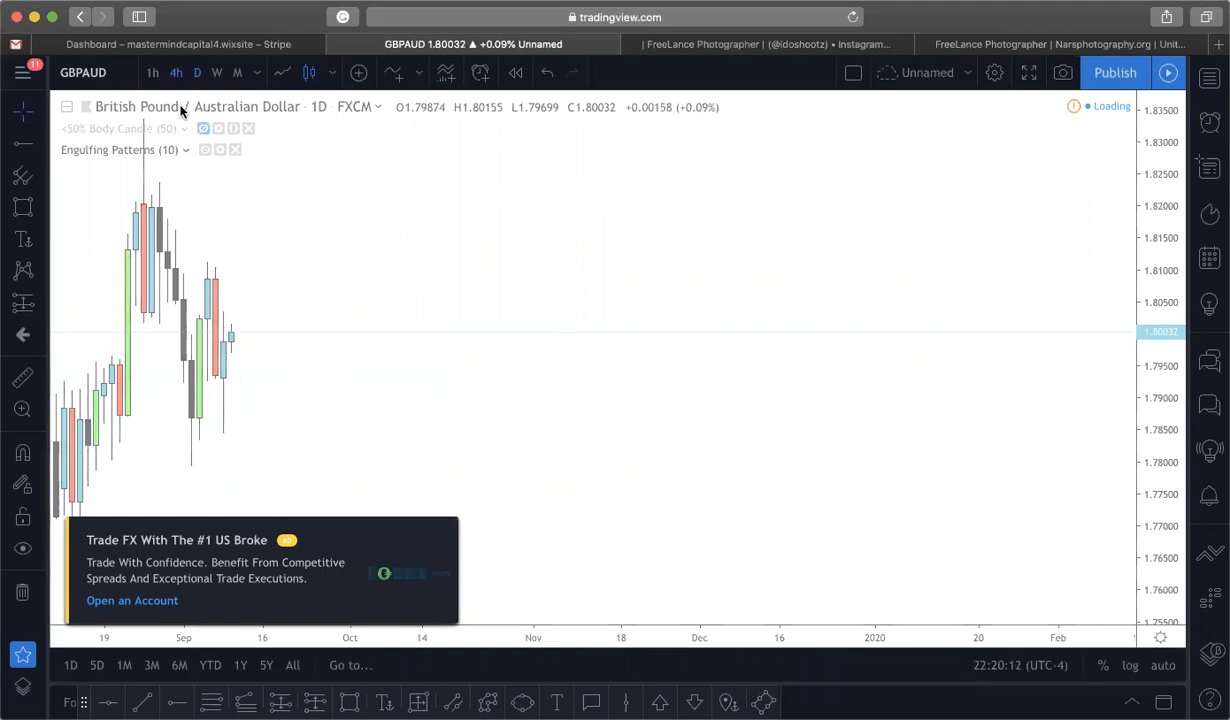 tradingview.com
Dashboard – mastermindcapital4.wixsite – Stripe
GBPAUD 1.80032 ▲ +0.09% Unnamed
| FreeLance Photographer | (@idoshootz) • Instagram...
FreeLance Photographer | Narsphotography.org | Unit...
11
GBPAUD 1h 4h D W M Unnamed Publish
British Pound / Australian Dollar · 1D · FXCM O1.79874 H1.80155 L1.79699 C1.80032 +0.00158 (+0.09%)
Loading
<50% Body Candle (50)
Engulfing Patterns (10)
1.83500
1.83000
1.82500
1.82000
1.81500
1.81000
1.80500
1.80032
1.79500
1.79000
1.78500
1.78000
1.77500
1.77000
1.76500
1.76000
1.75500
Trade FX With The #1 US Broke AD
Trade With Confidence. Benefit From Competitive
Spreads And Exceptional Trade Executions.
Open an Account
19 Sep 16 Oct 14 Nov 18 Dec 16 2020 20 Feb
1D 5D 1M 3M 6M YTD 1Y 5Y All Go to... 22:20:12 (UTC-4) % log auto
Fo